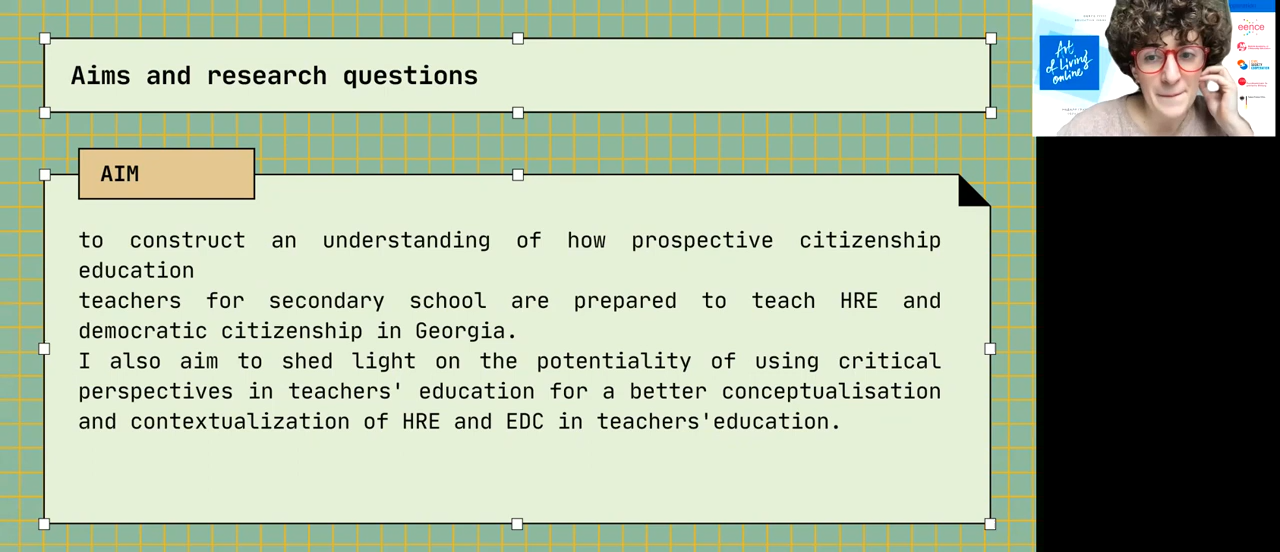 Aims and research questions
AIM
to construct an understanding of how prospective citizenship
education
teachers for secondary school are prepared to teach HRE and
democratic citizenship in Georgia.
I also aim to shed light on the potentiality of using critical
perspectives in teachers' education for a better conceptualisation
and contextualization of HRE and EDC in teachers'education.
Art
of Living
online
eence